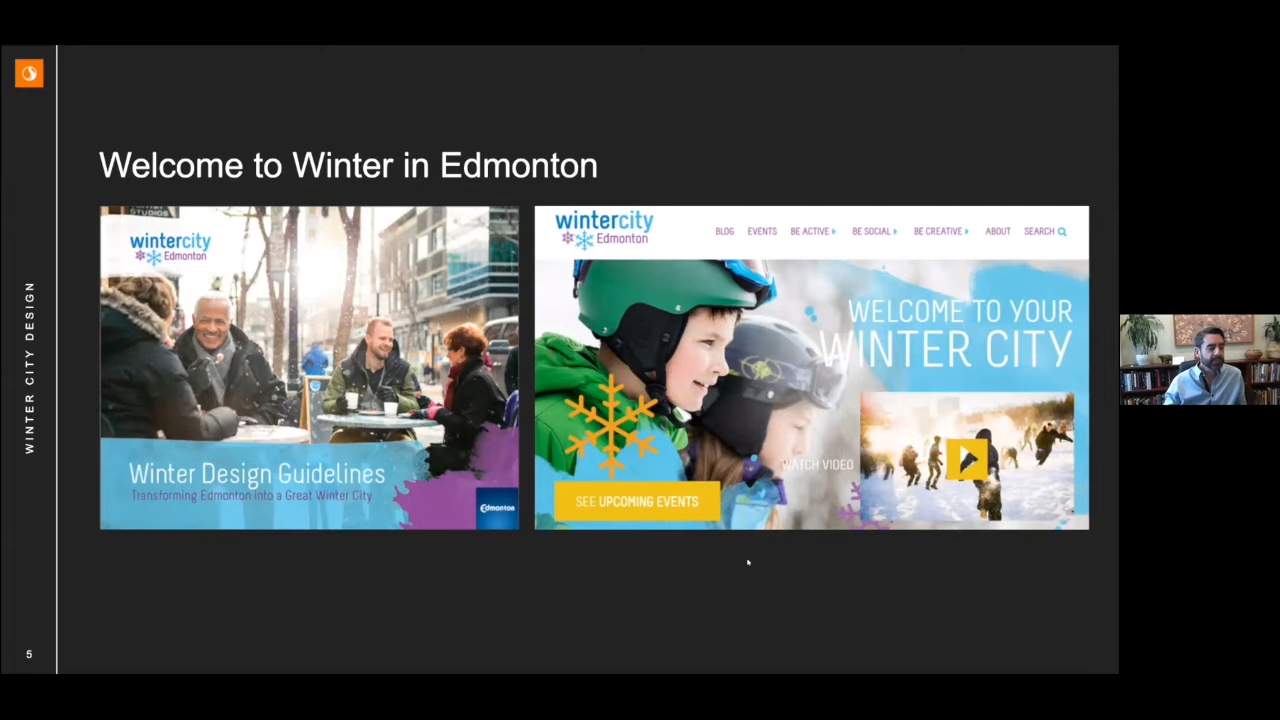 WINTER CITY DESIGN
5
Welcome to Winter in Edmonton
STUDIOS
wintercity
Edmonton
Winter Design Guidelines
Transforming Edmonton into a Great Winter City
Edmonton
wintercity
Edmonton
BLOG EVENTS BE ACTIVE BE SOCIAL BE CREATIVE ABOUT SEARCH
WELCOME TO YOUR
WINTER CITY
WATCH VIDEO
SEE UPCOMING EVENTS